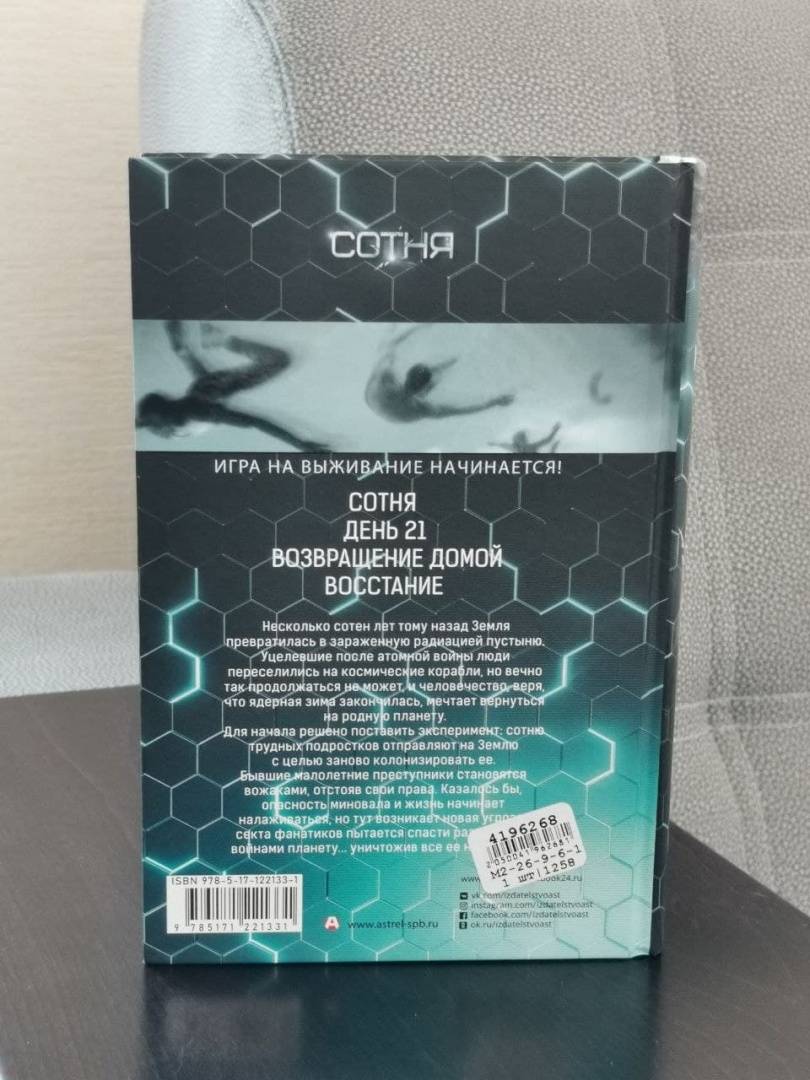 СОТНЯ
ИГРА НА ВЫЖИВАНИЕ НАЧИНАЕТСЯ!
СОТНЯ
ДЕНЬ 21
ВОЗВРАЩЕНИЕ ДОМОЙ
ВОССТАНИЕ
Несколько сотен лет тому назад Земля
превратилась в зараженную радиацией пустыню.
Уцелевшие после атомной войны люди
переселились на космические корабли, но вечно
так продолжаться не может, и человечество, веря,
что ядерная зима закончилась, мечтает вернуться
на родную планету.
Для начала решено поставить эксперимент: сотню
трудных подростков отправляют на Землю
с целью заново колонизировать ее.
Бывшие малолетние преступники становятся
вожаками, отстояв свои права. Казалось бы,
опасность миновала и жизнь начинает
налаживаться, но тут возникает новая
секта фанатиков пытается спасти
войнами планету... уничтожив все ее
4196268
2050041962681
М2-26-9-6-1
1 шт|1258
ISBN 978-5-17-122133-1
9 785171 221331
www.astrel-spb.ru
book24.ru
vk.com/izdatelstvoast
instagram.com/izdatelstvoast
facebook.com/izdatelstvoast
ok.ru/izdatelstvoast